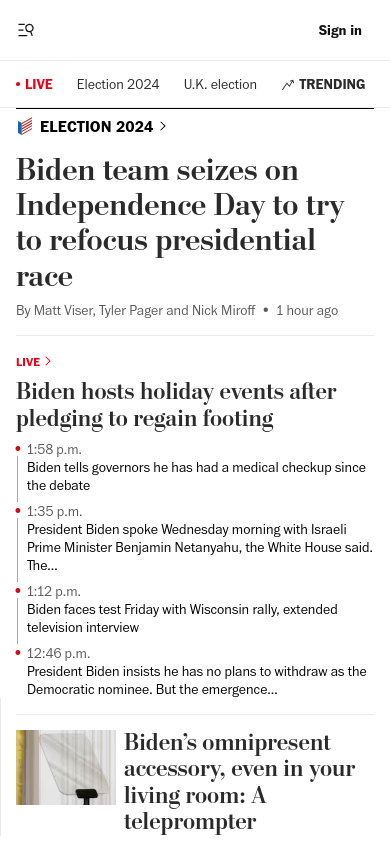 Sign in
LIVE Election 2024 U.K. election TRENDING
ELECTION 2024
Biden team seizes on
Independence Day to try
to refocus presidential
race
By Matt Viser, Tyler Pager and Nick Miroff • 1 hour ago
LIVE
Biden hosts holiday events after
pledging to regain footing
1:58 p.m.
Biden tells governors he has had a medical checkup since
the debate
1:35 p.m.
President Biden spoke Wednesday morning with Israeli
Prime Minister Benjamin Netanyahu, the White House said.
The...
1:12 p.m.
Biden faces test Friday with Wisconsin rally, extended
television interview
12:46 p.m.
President Biden insists he has no plans to withdraw as the
Democratic nominee. But the emergence...
Biden’s omnipresent
accessory, even in your
living room: A
teleprompter